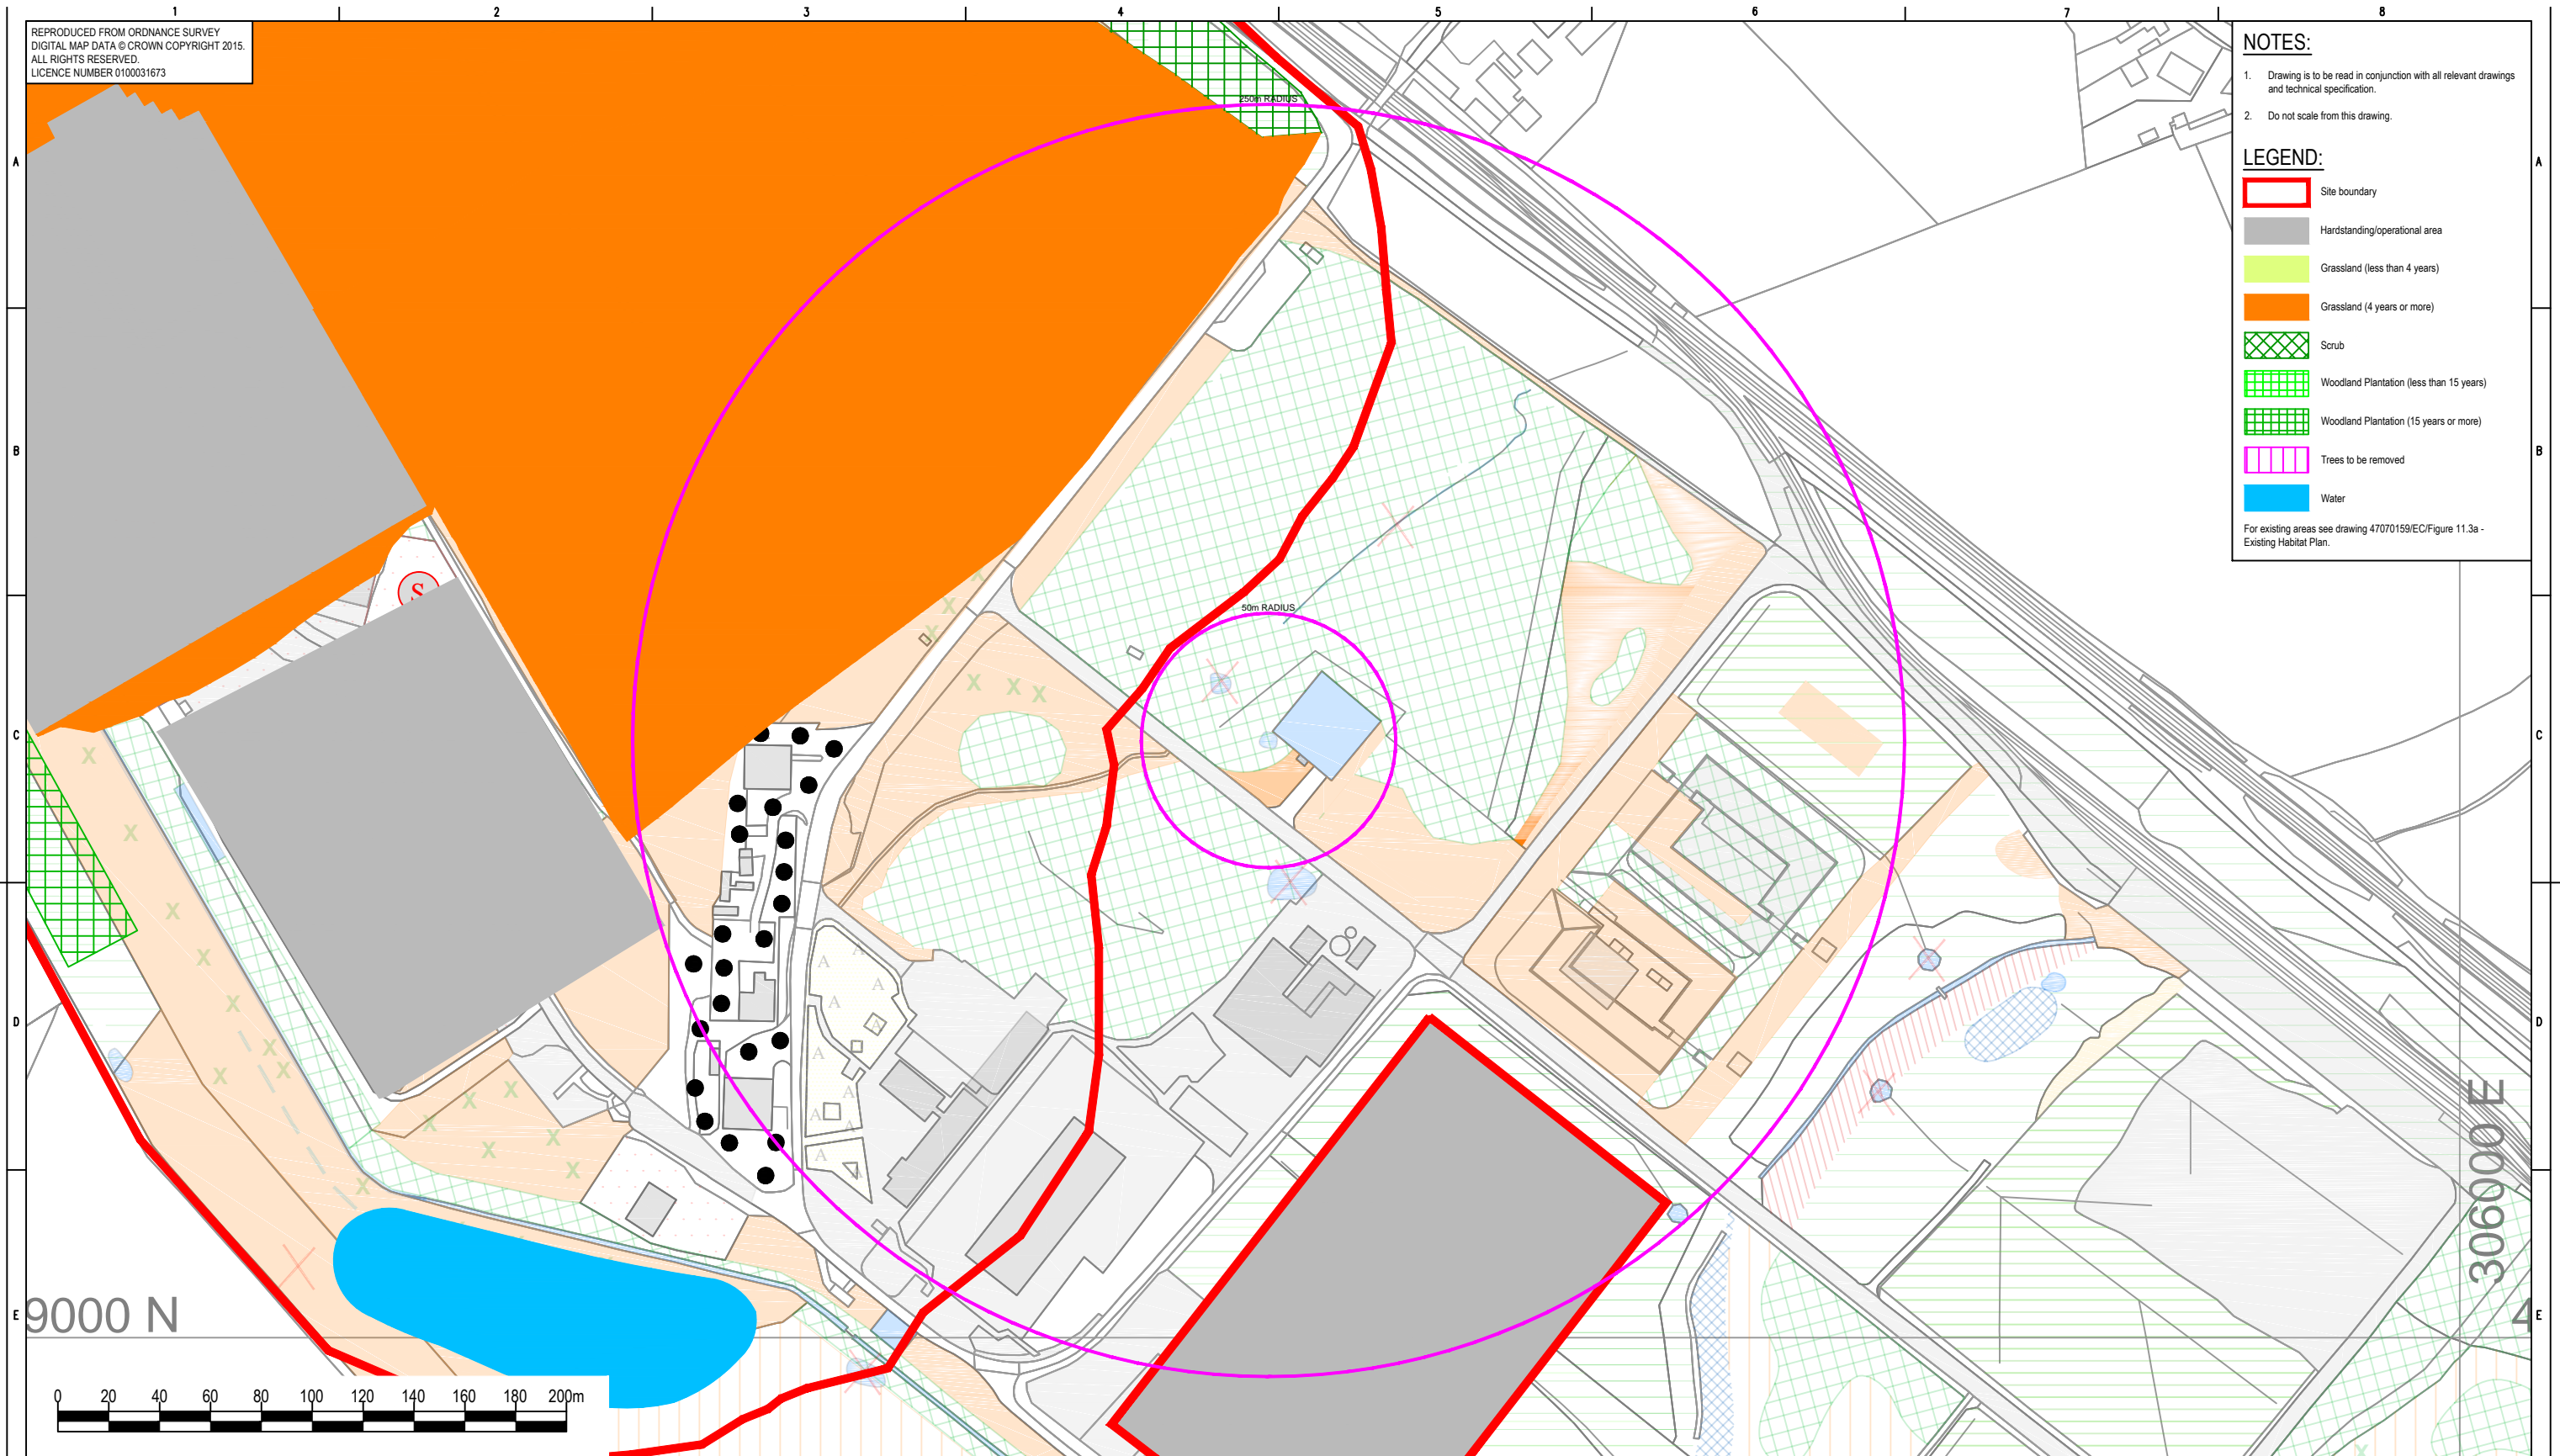 1 2 3 4 5 6 7 8
REPRODUCED FROM ORDNANCE SURVEY
DIGITAL MAP DATA © CROWN COPYRIGHT 2015.
ALL RIGHTS RESERVED.
LICENCE NUMBER 0100031673
NOTES:
1. Drawing is to be read in conjunction with all relevant drawings
and technical specification.
2. Do not scale from this drawing.
LEGEND:
Site boundary
Hardstanding/operational area
Grassland (less than 4 years)
Grassland (4 years or more)
Scrub
Woodland Plantation (less than 15 years)
Woodland Plantation (15 years or more)
Trees to be removed
Water
For existing areas see drawing 47070159/EC/Figure 11.3a -
Existing Habitat Plan.
250m RADIUS
A A
B B
S
50m RADIUS
C C
D D
306000 E
E 9000 N 4 E
0 20 40 60 80 100 120 140 160 180 200m